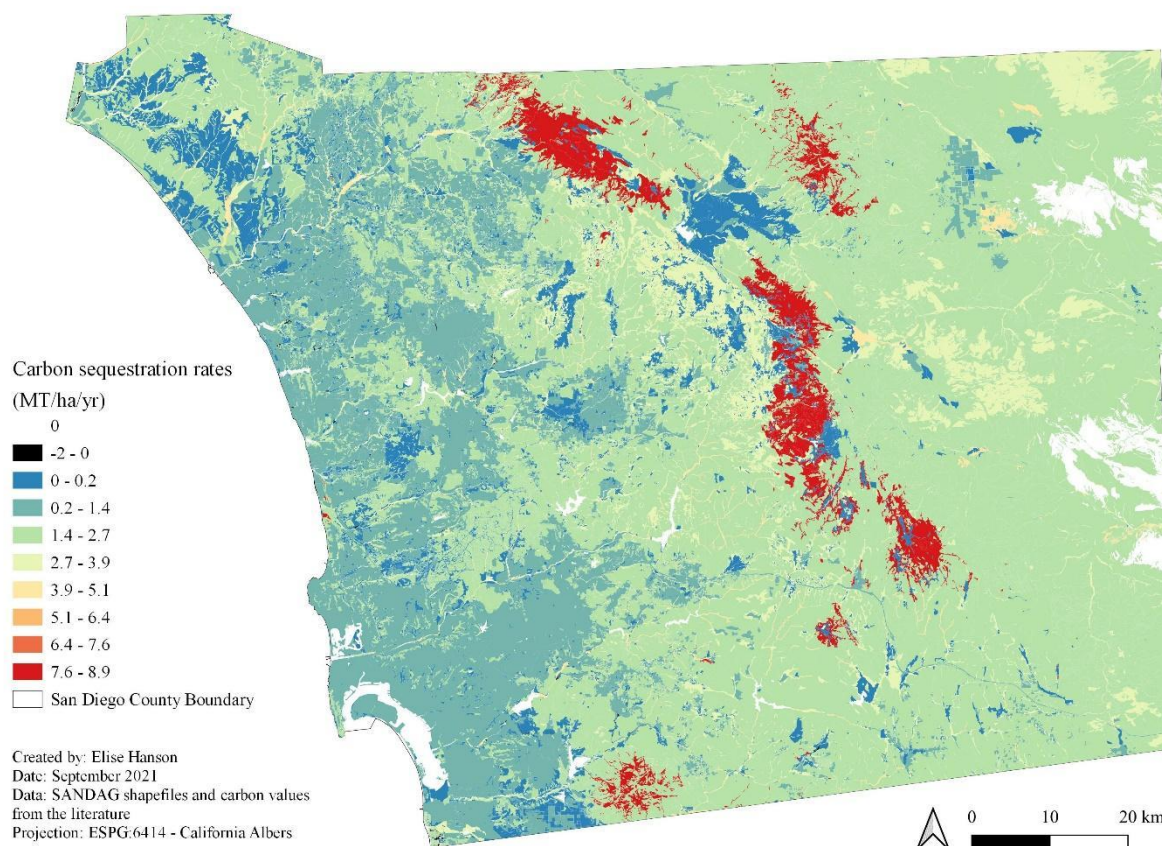 Carbon sequestration rates
(MT/ha/yr)
0
-2 - 0
0 - 0.2
0.2 - 1.4
1.4 - 2.7
2.7 - 3.9
3.9 - 5.1
5.1 - 6.4
6.4 - 7.6
7.6 - 8.9
San Diego County Boundary
Created by: Elise Hanson
Date: September 2021
Data: SANDAG shapefiles and carbon values
from the literature
Projection: ESPG:6414 - California Albers
0 10 20 km